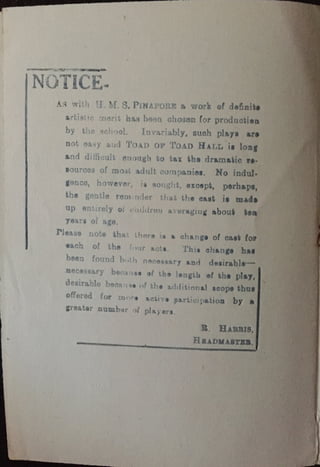 NOTICE-
As with H. M. S. PINAFORE a work of definite
artistic merit has been chosen for production
by the school. Invariably, such plays are
not easy and TOAD OF TOAD HALL is long
and difficult enough to tax the dramatic re-
sources of most adult companies. No indul-
gence, however, is sought, except, perhaps,
the gentle reminder that the cast is made
up entirely of children averaging about ten
years of age.
Please note that there is a change of cast for
each of the four acts. This change has
been found both necessary and desirable—
necessary because of the length of the play,
desirable because of the additional scope thus
offered for more active participation by a
greater number of players.
R. HARRIS,
HEADMASTER.